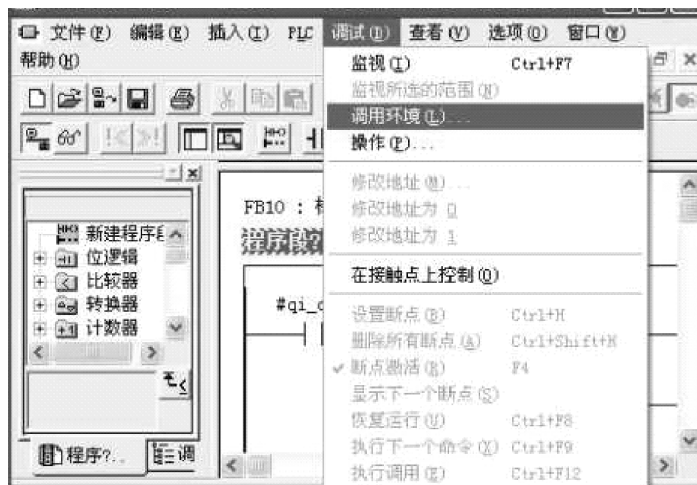 文件(F) 编辑(E) 插入(I) PLC 调试(D) 查看(V) 选项(O) 窗口(W)
帮助(H)
监视(I) Ctrl+F7
监视所选的范围(N)
调用环境(L)...
操作(P)...
修改地址(M)...
修改地址为 0
修改地址为 1
在接触点上控制(O)
设置断点(B) Ctrl+H
删除所有断点(A) Ctrl+Shift+H
断点激活(R) F4
显示下一个断点(S)
恢复运行(U) Ctrl+F8
执行下一个命令(X) Ctrl+F9
执行调用(E) Ctrl+F12
新建程序段
位逻辑
比较器
转换器
计数器
程序?..
调
FB10 :
程序段?
#qi_